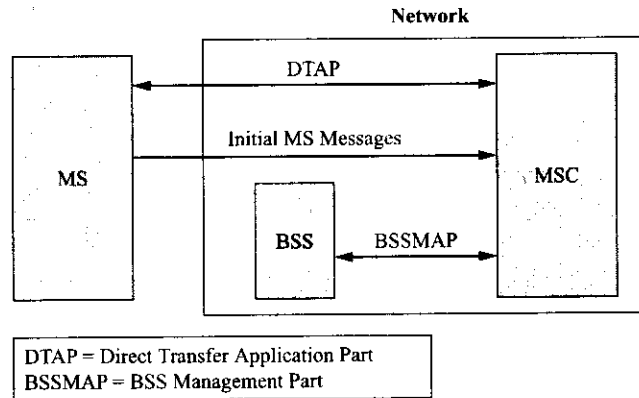 Network
DTAP
Initial MS Messages
MS
MSC
BSS
BSSMAP
DTAP = Direct Transfer Application Part
BSSMAP = BSS Management Part